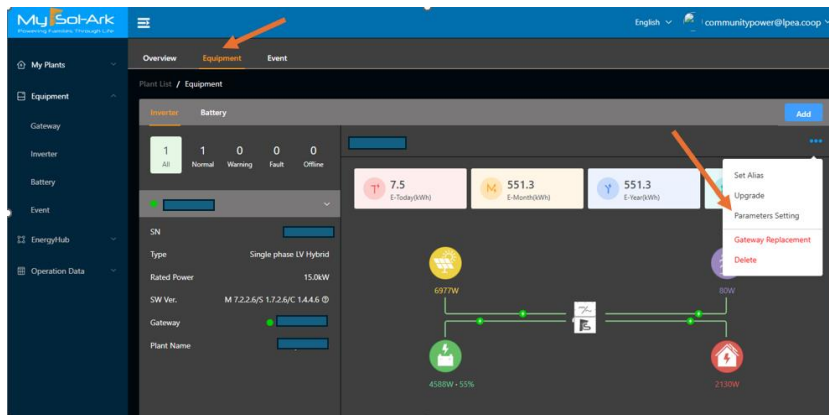 My Sol-Ark
Powering Families Through Life
English
communitypower@lpea.coop
My Plants
Equipment
Gateway
Inverter
Battery
Event
EnergyHub
Operation Data
Overview Equipment Event
Plant List / Equipment
Inverter Battery
Add
1 1 0 0 0
All Normal Warning Fault Offline
7.5
E-Today(kWh)
551.3
E-Month(kWh)
551.3
E-Year(kWh)
Set Alias
Upgrade
Parameters Setting
Gateway Replacement
Delete
SN
Type Single phase LV Hybrid
Rated Power 15.0kW
SW Ver. M 7.2.2.6/S 1.7.2.6/C 1.4.4.6
Gateway
Plant Name
6977W
80W
4588W • 55%
2130W